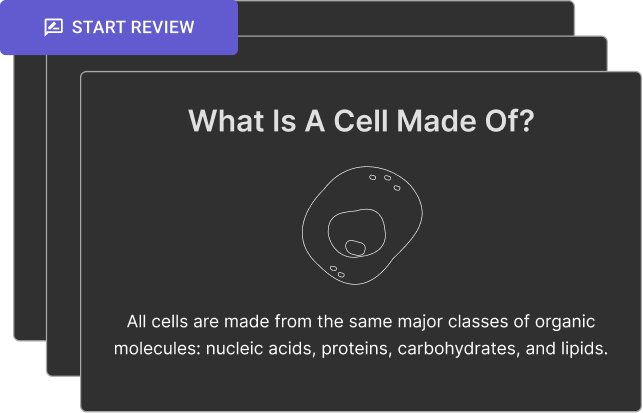 START REVIEW
What Is A Cell Made Of?
All cells are made from the same major classes of organic
molecules: nucleic acids, proteins, carbohydrates, and lipids.